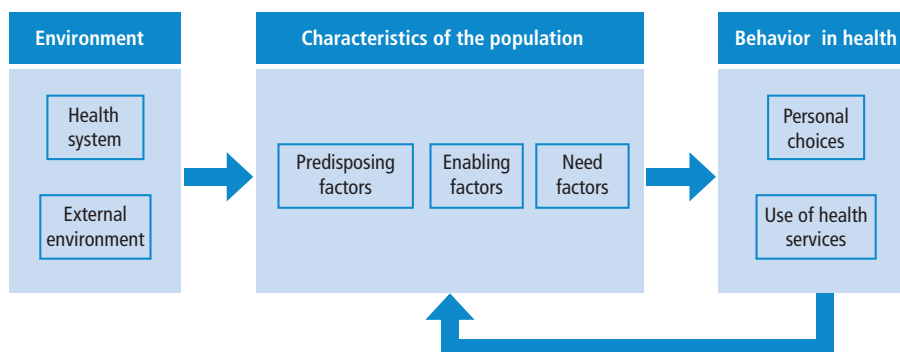 Environment
Health
system
External
environment
Characteristics of the population
Predisposing
factors
Enabling
factors
Need
factors
Behavior in health
Personal
choices
Use of health
services